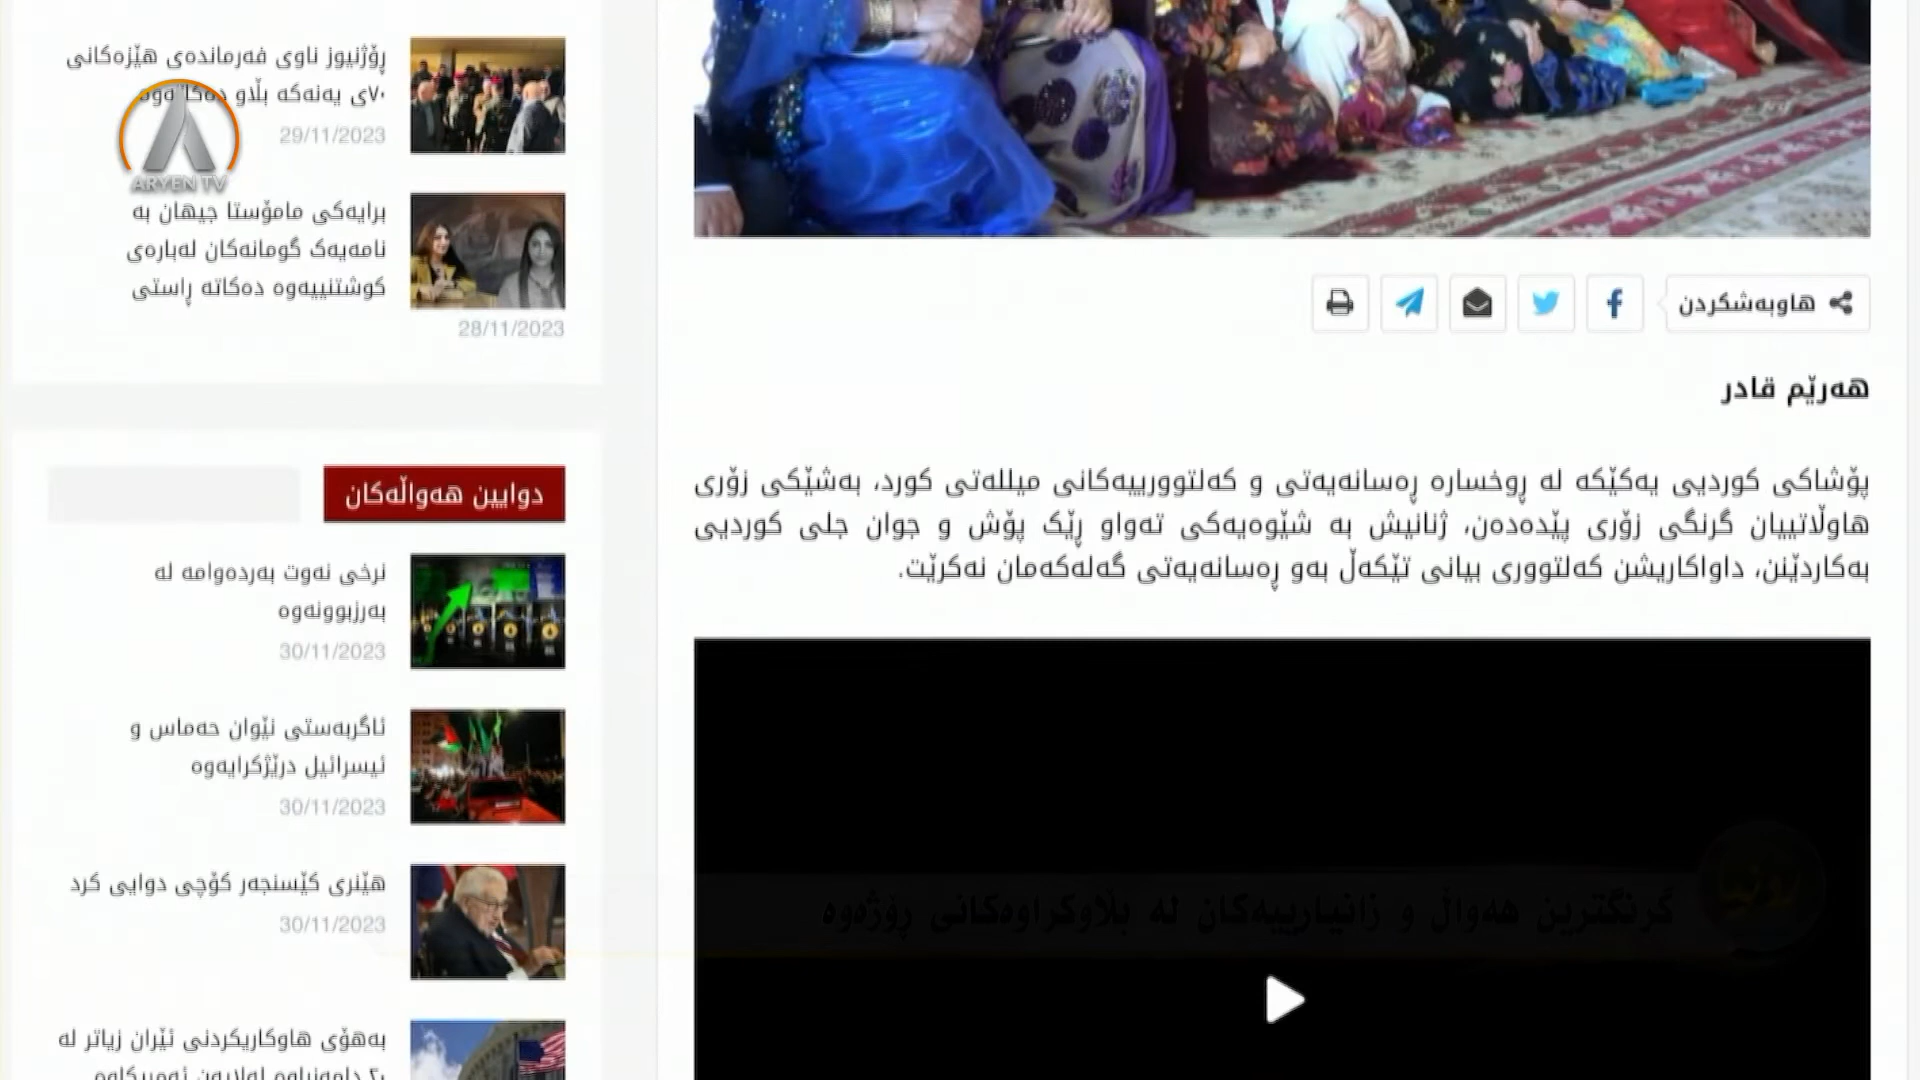 هاوبەشکردن
هەرێم قادر
پۆشاکی کوردیی یەکێکە لە ڕوخسارە ڕەسانەیەتی و کەلتوورییەکانی میللەتی کورد، بەشێکی زۆری
هاوڵاتییان گرنگی زۆری پێدەدەن، ژنانیش بە شێوەیەکی تەواو ڕێک پۆش و جوان جلی کوردیی
بەکاردێنن، داواکاریشن کەلتووری بیانی تێکەڵ بەو ڕەسانەیەتی گەلەکەمان نەکرێت.
گرنگترین هەواڵ و زانیارییەکان لە بڵاوکراوەکانی ڕۆژەوە
ڕۆژنیوز ناوی فەرماندەی هێزەکانی
٧٠ی یەنەکە بڵاو دەکاتەوە
29/11/2023
ARYEN TV
برایەکی مامۆستا جیهان بە
نامەیەک گومانەکان لەبارەی
کوشتنییەوە دەکاتە ڕاستی
28/11/2023
دوایین هەواڵەکان
نرخی نەوت بەردەوامە لە
بەرزبوونەوە
30/11/2023
ئاگربەستی نێوان حەماس و
ئیسرائیل درێژکرایەوە
30/11/2023
هێنری کێسنجەر کۆچی دوایی کرد
30/11/2023
بەهۆی هاوکاریکردنی ئێران زیاتر لە